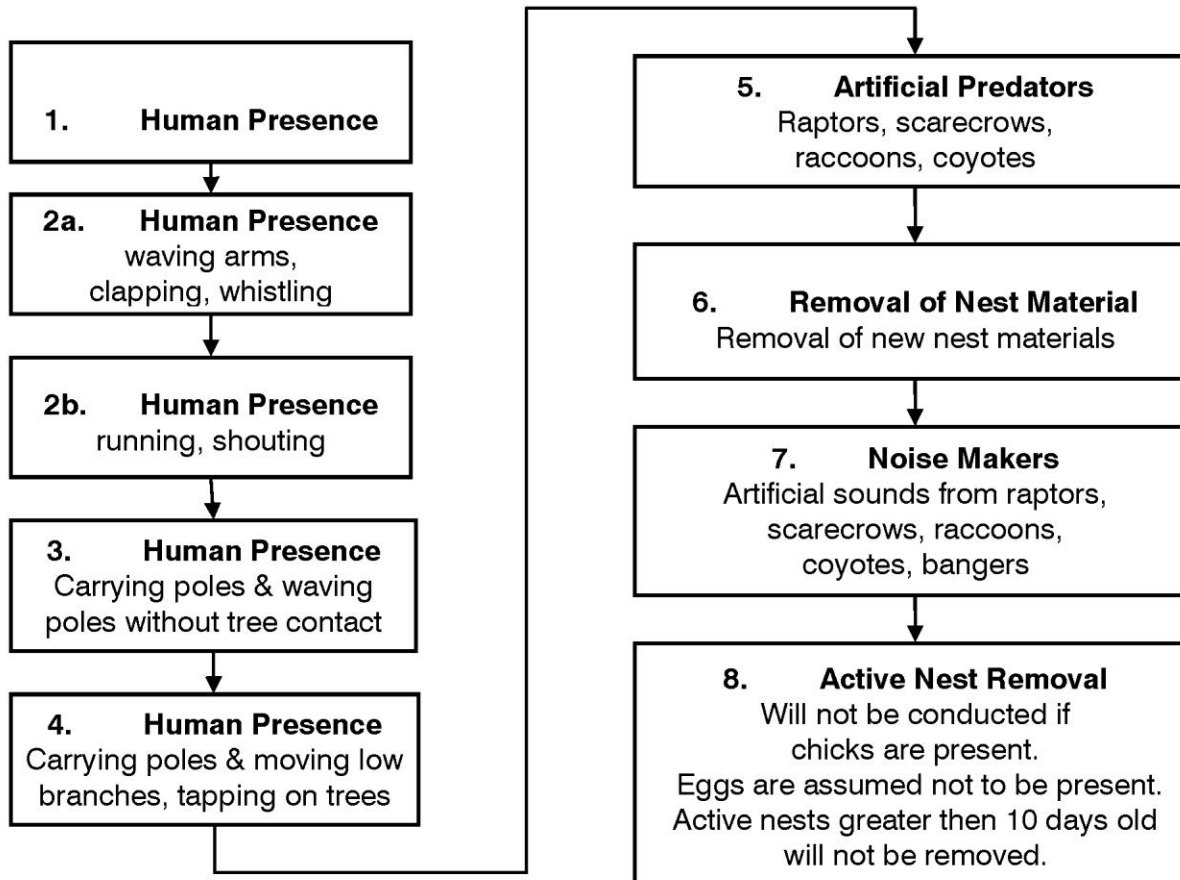 1. Human Presence
2a. Human Presence
waving arms,
clapping, whistling
2b. Human Presence
running, shouting
3. Human Presence
Carrying poles & waving
poles without tree contact
4. Human Presence
Carrying poles & moving low
branches, tapping on trees
5. Artificial Predators
Raptors, scarecrows,
raccoons, coyotes
6. Removal of Nest Material
Removal of new nest materials
7. Noise Makers
Artificial sounds from raptors,
scarecrows, raccoons,
coyotes, bangers
8. Active Nest Removal
Will not be conducted if
chicks are present.
Eggs are assumed not to be present.
Active nests greater then 10 days old
will not be removed.